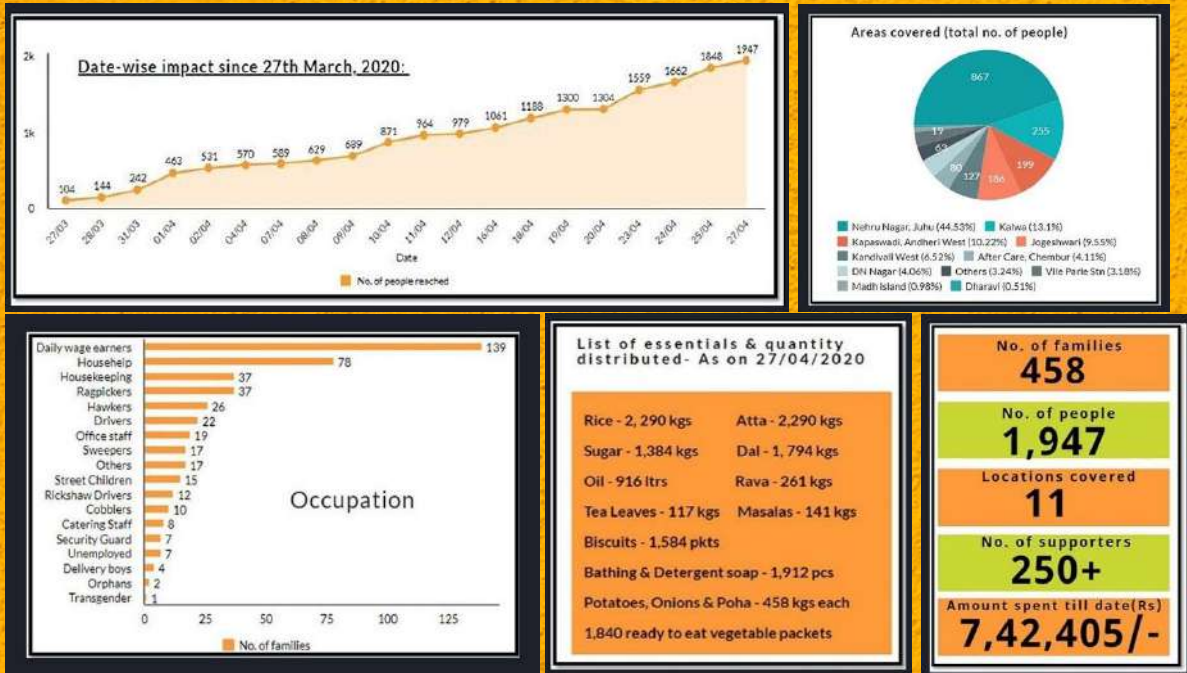 Date-wise impact since 27th March, 2020:
2k
1k
0
104
144
242
463
531
570
589
629
689
871
964
979
1061
1188
1300
1304
1559
1662
1848
1947
27/03
28/03
31/03
01/04
02/04
04/04
07/04
08/04
09/04
10/04
11/04
12/04
16/04
18/04
19/04
20/04
23/04
24/04
25/04
27/04
Date
No. of people reached
Areas covered (total no. of people)
867
255
199
186
127
80
63
19
Nehru Nagar, Juhu (44.53%) Kalwa (13.1%)
Kapaswadi, Andheri West (10.22%) Jogeshwari (9.55%)
Kandivali West (6.52%) After Care, Chembur (4.11%)
DN Nagar (4.06%) Others (3.24%) Vile Parle Stn (3.18%)
Madh Island (0.98%) Dharavi (0.51%)
Daily wage earners 139
Househelp 78
Housekeeping 37
Ragpickers 37
Hawkers 26
Drivers 22
Office staff 19
Sweepers 17
Others 17
Street Children 15
Rickshaw Drivers 12
Cobblers 10
Catering Staff 8
Security Guard 7
Unemployed 7
Delivery boys 4
Orphans 2
Transgender 1
Occupation
0 25 50 75 100 125
No. of families
List of essentials & quantity
distributed- As on 27/04/2020
Rice - 2, 290 kgs Atta - 2,290 kgs
Sugar - 1,384 kgs Dal - 1, 794 kgs
Oil - 916 ltrs Rava - 261 kgs
Tea Leaves - 117 kgs Masalas - 141 kgs
Biscuits - 1,584 pkts
Bathing & Detergent soap - 1,912 pcs
Potatoes, Onions & Poha - 458 kgs each
1,840 ready to eat vegetable packets
No. of families
458
No. of people
1,947
Locations covered
11
No. of supporters
250+
Amount spent till date(Rs)
7,42,405/-